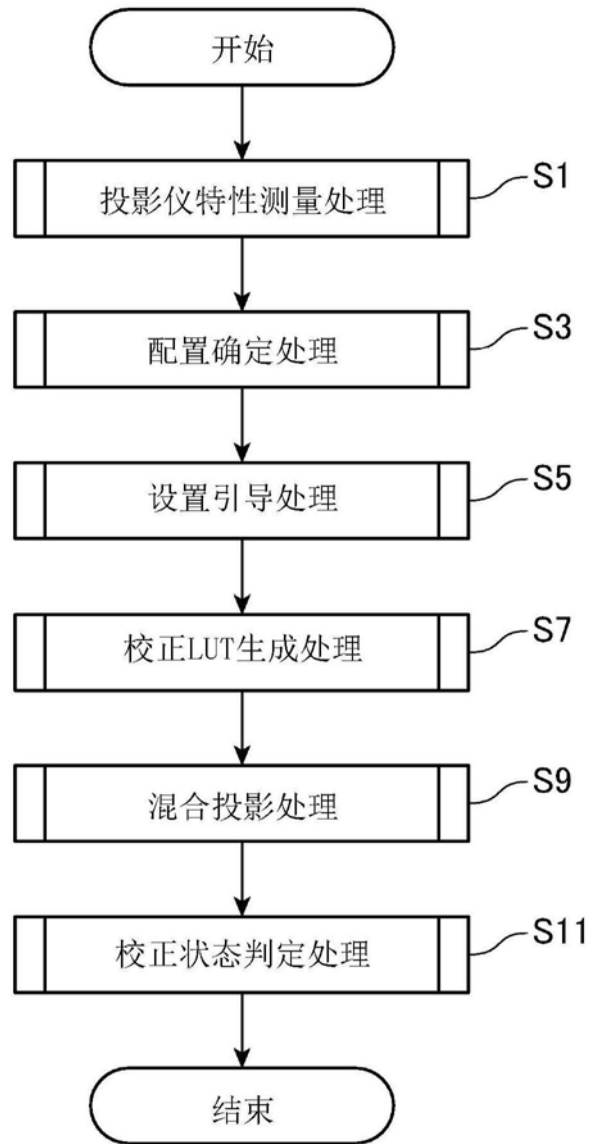 开始
投影仪特性测量处理 S1
配置确定处理 S3
设置引导处理 S5
校正LUT生成处理 S7
混合投影处理 S9
校正状态判定处理 S11
结束